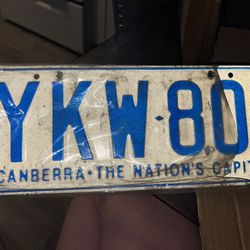 YKW·80
CANBERRA · THE NATION'S CAPI